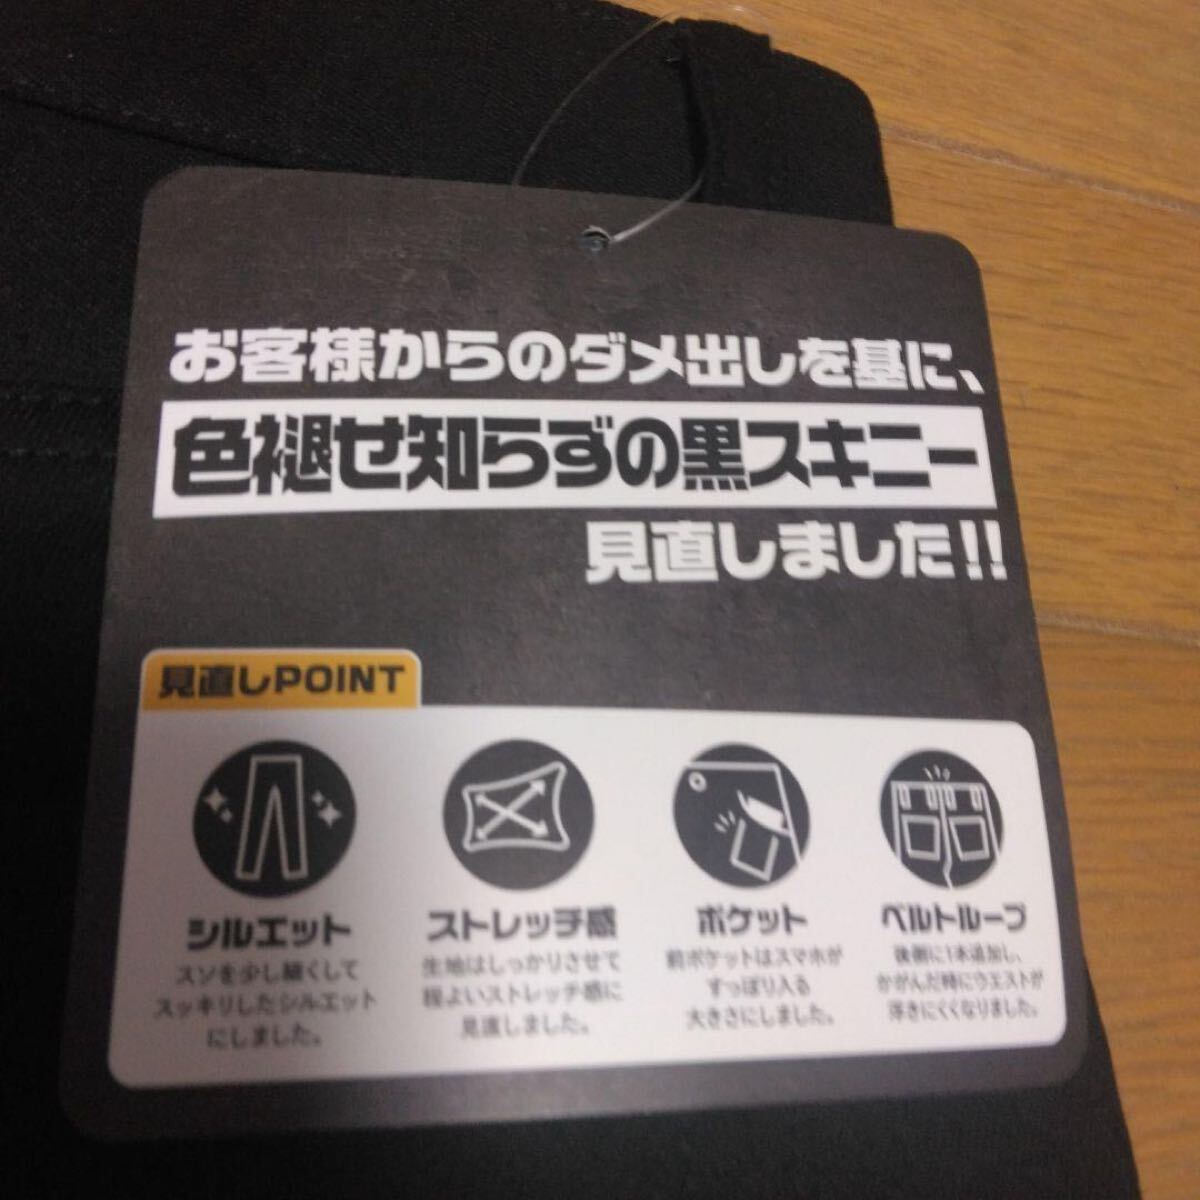 お客様からのダメ出しを基に、
色褪せ知らずの黒スキニー
見直しました!!
見直しPOINT
シルエット
スソを少し細くして
スッキリしたシルエット
にしました。
ストレッチ感
生地はしっかりさせて
程よいストレッチ感に
見直しました。
ポケット
前ポケットはスマホが
すっぽり入る
大きさにしました。
ベルトループ
後側に1本追加し、
かがんだ時にウエストが
浮きにくくなりました。